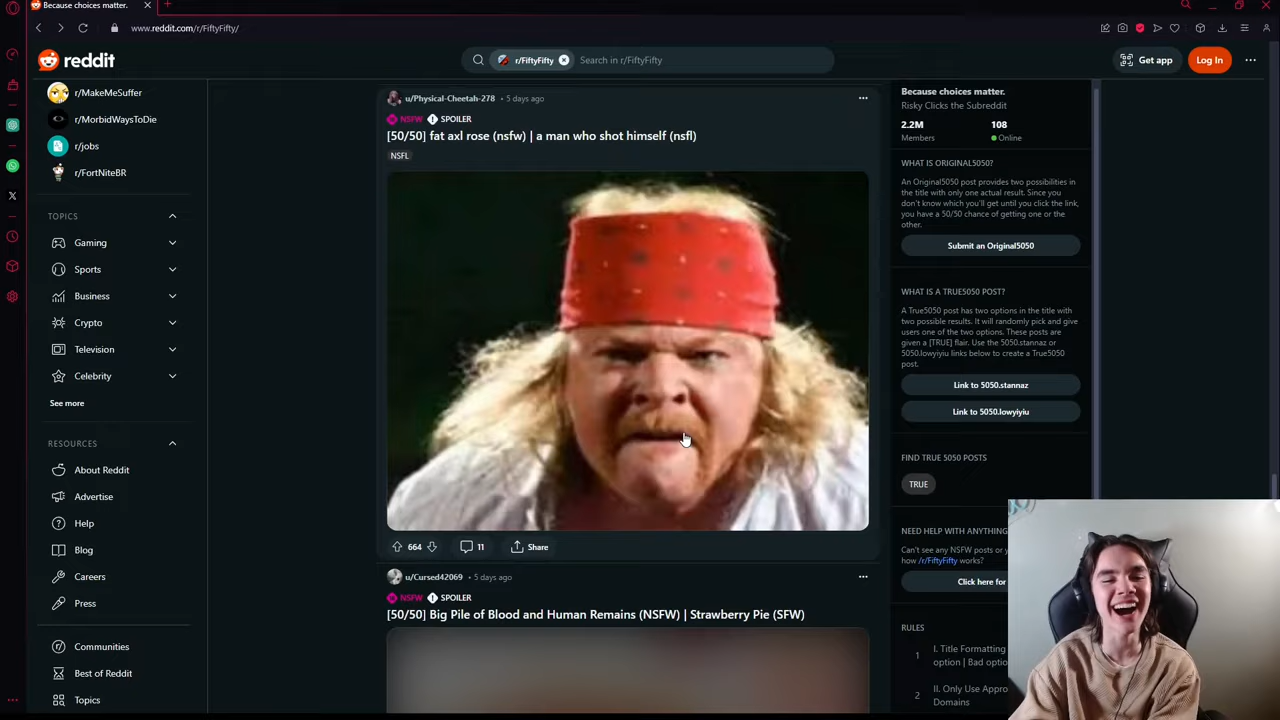 Because choices matter.
www.reddit.com/r/FiftyFifty/
reddit
r/FiftyFifty
Search in r/FiftyFifty
Get app
Log In
r/MakeMeSuffer
r/MorbidWaysToDie
r/jobs
r/FortNiteBR
TOPICS
Gaming
Sports
Business
Crypto
Television
Celebrity
See more
RESOURCES
About Reddit
Advertise
Help
Blog
Careers
Press
Communities
Best of Reddit
Topics
u/Physical-Cheetah-278 • 5 days ago
NSFW SPOILER
[50/50] fat axl rose (nsfw) | a man who shot himself (nsfl)
NSFL
664
11
Share
u/Cursed42069 • 5 days ago
NSFW SPOILER
[50/50] Big Pile of Blood and Human Remains (NSFW) | Strawberry Pie (SFW)
Because choices matter.
Risky Clicks the Subreddit
2.2M 108
Members Online
WHAT IS ORIGINAL5050?
An Original5050 post provides two possibilities in
the title with only one actual result. Since you
don't know which you'll get until you click the link,
you have a 50/50 chance of getting one or the
other.
Submit an Original5050
WHAT IS A TRUE5050 POST?
A True5050 post has two options in the title with
two possible results. It will randomly pick and give
users one of the two options. These posts are
given a [TRUE] flair. Use the 5050.stannaz or
5050.lowyiyiu links below to create a True5050
post.
Link to 5050.stannaz
Link to 5050.lowyiyiu
FIND TRUE 5050 POSTS
TRUE
NEED HELP WITH ANYTHING
Can't see any NSFW posts or
how /r/FiftyFifty works?
Click here for
RULES
1 I. Title Formatting
option | Bad optio
2 II. Only Use Appro
Domains